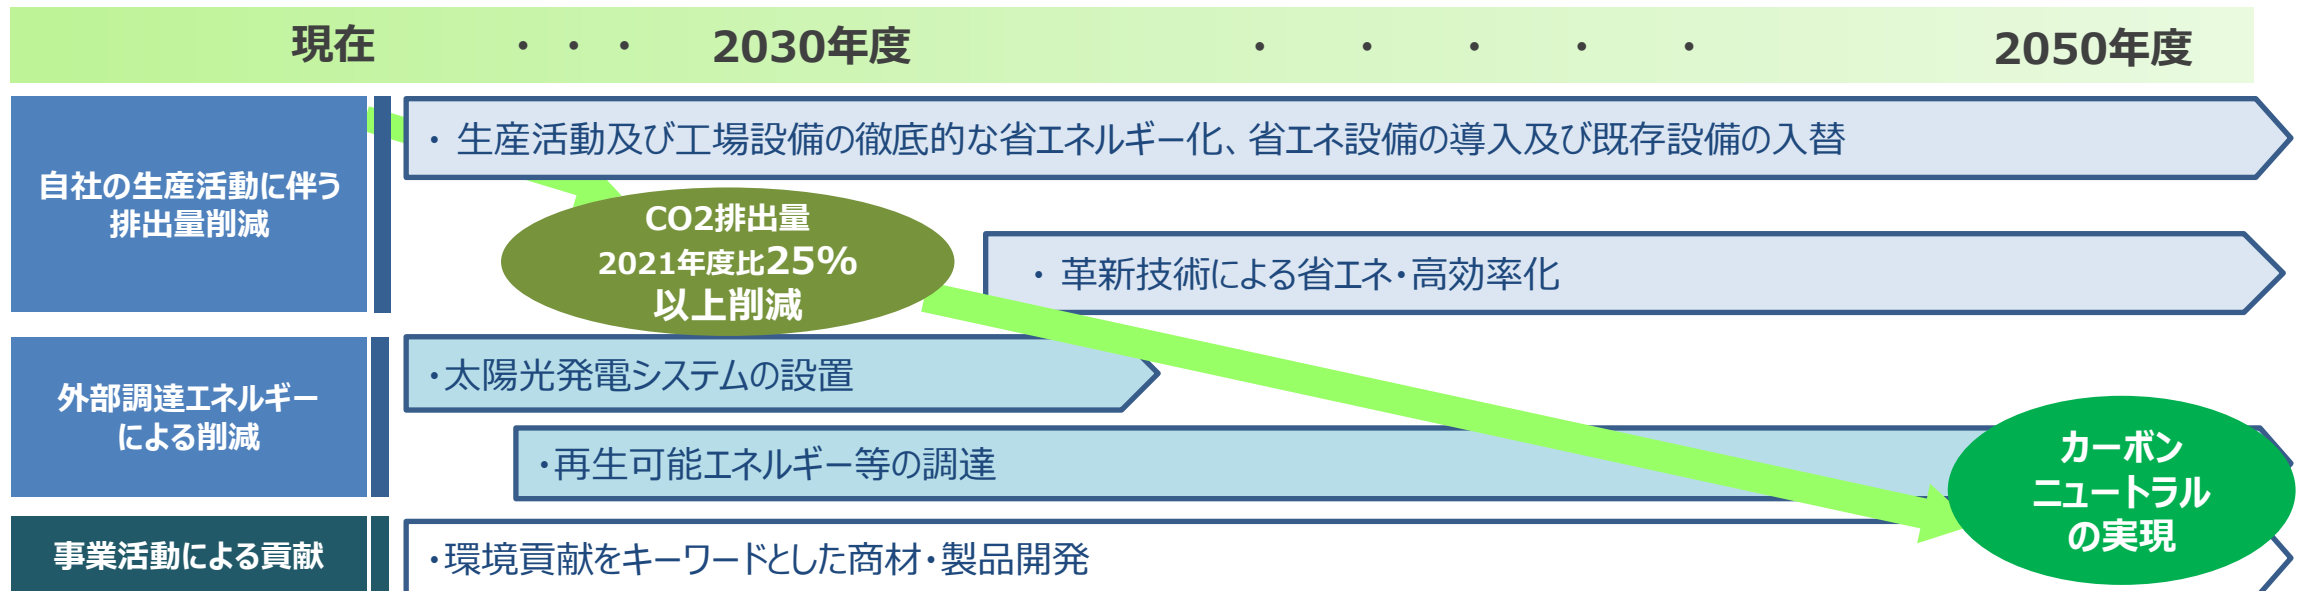 現在 ・・・ 2030年度 ・ ・ ・ ・ ・ 2050年度
自社の生産活動に伴う
排出量削減
・ 生産活動及び工場設備の徹底的な省エネルギー化、省エネ設備の導入及び既存設備の入替
CO2排出量
2021年度比25%
以上削減
・ 革新技術による省エネ・高効率化
外部調達エネルギー
による削減
・太陽光発電システムの設置
・再生可能エネルギー等の調達
カーボン
ニュートラル
の実現
事業活動による貢献
・環境貢献をキーワードとした商材・製品開発